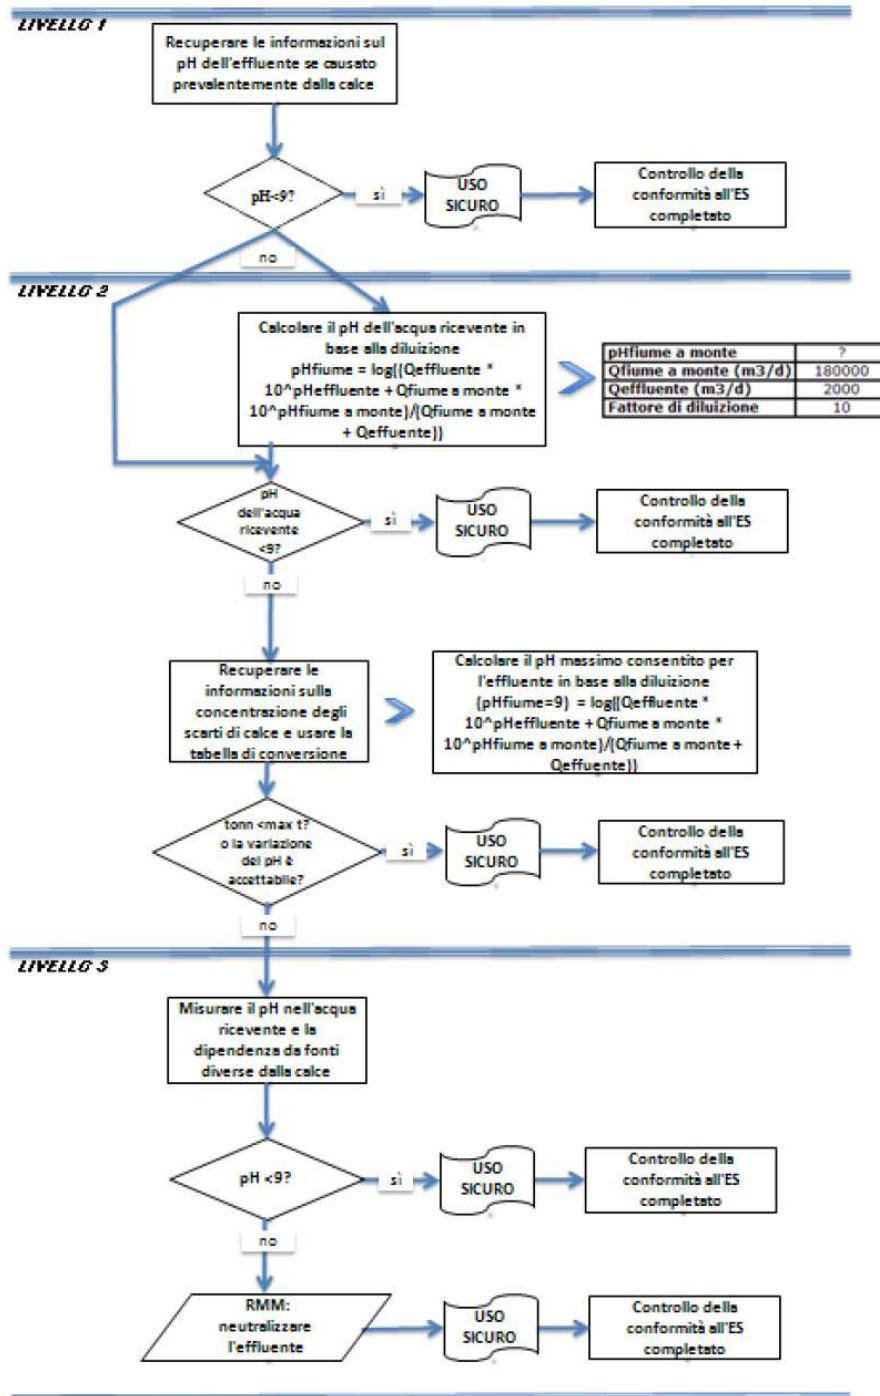 LIVELLO 1
Recuperare le informazioni sul
pH dell'effluente se causato
prevalentemente dalla calce
pH<9?
sì
USO
SICURO
Controllo della
conformità all'ES
completato
no
LIVELLO 2
Calcolare il pH dell'acqua ricevente in
base alla diluizione
pHfiume = log((Qeffluente *
10^pHeffluente + Qfiume a monte *
10^pHfiume a monte)/(Qfiume a monte
+ Qeffuente))
pHfiume a monte ?
Qfiume a monte (m3/d) 180000
Qeffluente (m3/d) 2000
Fattore di diluizione 10
pH
dell'acqua
ricevente
<9?
sì
USO
SICURO
Controllo della
conformità all'ES
completato
no
Recuperare le
informazioni sulla
concentrazione degli
scarti di calce e usare la
tabella di conversione
Calcolare il pH massimo consentito per
l'effluente in base alla diluizione
(pHfiume=9) = log((Qeffluente *
10^pHeffluente + Qfiume a monte *
10^pHfiume a monte)/(Qfiume a monte +
Qeffuente))
tonn <max t?
o la variazione
del pH è
accettabile?
sì
USO
SICURO
Controllo della
conformità all'ES
completato
no
LIVELLO 3
Misurare il pH nell'acqua
ricevente e la
dipendenza da fonti
diverse dalla calce
pH <9?
sì
USO
SICURO
Controllo della
conformità all'ES
completato
no
RMM:
neutralizzare
l'effluente
USO
SICURO
Controllo della
conformità all'ES
completato